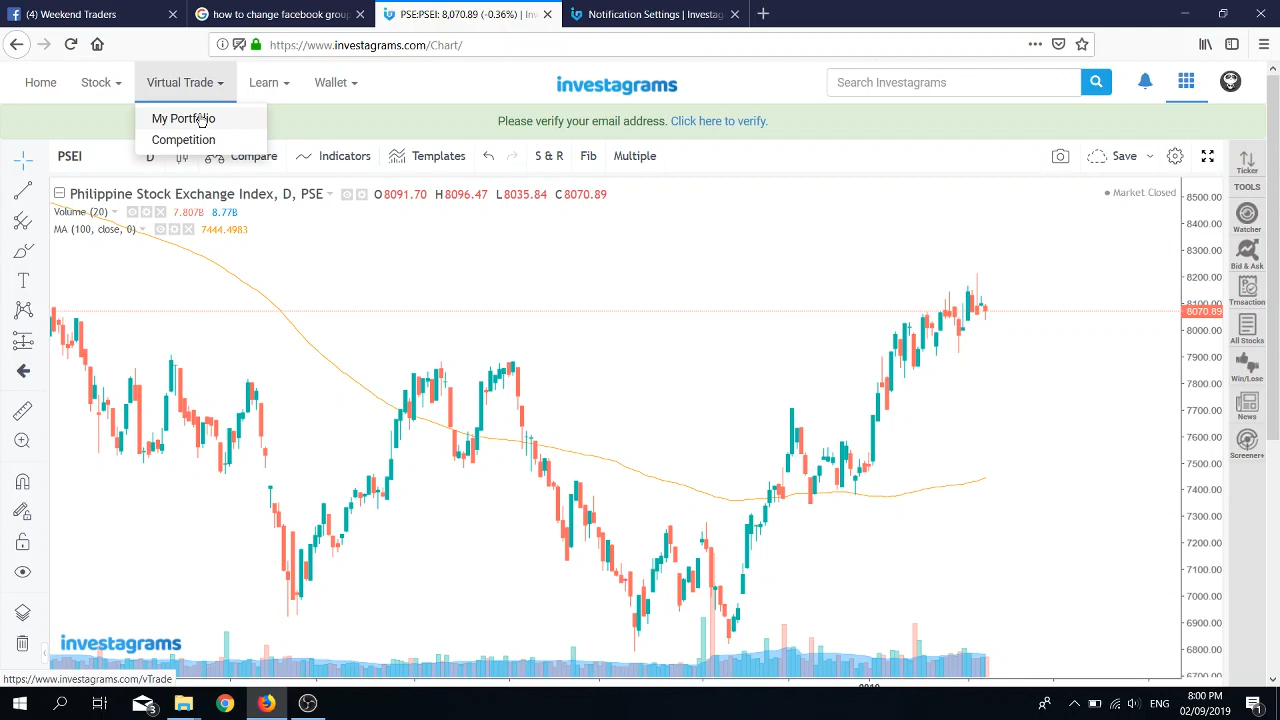 (4) Weekend Traders
how to change facebook group
PSE:PSEI: 8,070.89 (-0.36%)
Notification Settings | Investag
https://www.investagrams.com/Chart/
Home
Stock
Virtual Trade
Learn
Wallet
investagrams
Search Investagrams
My Portfolio
Competition
Please verify your email address. Click here to verify.
PSEI
D
Compare
Indicators
Templates
S & R
Fib
Multiple
Save
Philippine Stock Exchange Index, D, PSE
O8091.70 H8096.47 L8035.84 C8070.89
Market Closed
Volume (20) 7.807B 8.77B
MA (100, close, 0) 7444.4983
8500.00
8400.00
8300.00
8200.00
8100.00
8070.89
8000.00
7900.00
7800.00
7700.00
7600.00
7500.00
7400.00
7300.00
7200.00
7100.00
7000.00
6900.00
6800.00
Ticker
TOOLS
Watcher
Bid & Ask
Trnsaction
All Stocks
Win/Lose
News
Screener+
investagrams
https://www.investagrams.com/vTrade
2019
3
ENG
8:00 PM
02/09/2019
1